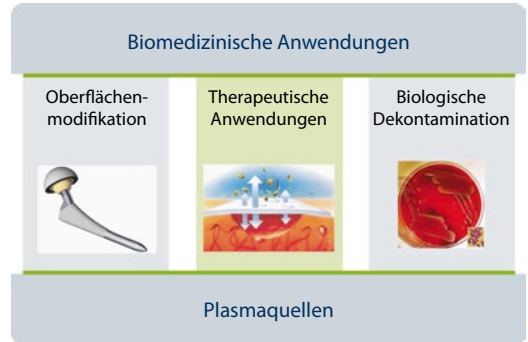 Biomedizinische Anwendungen
Oberflächen-
modifikation
Therapeutische
Anwendungen
Biologische
Dekontamination
Plasmaquellen